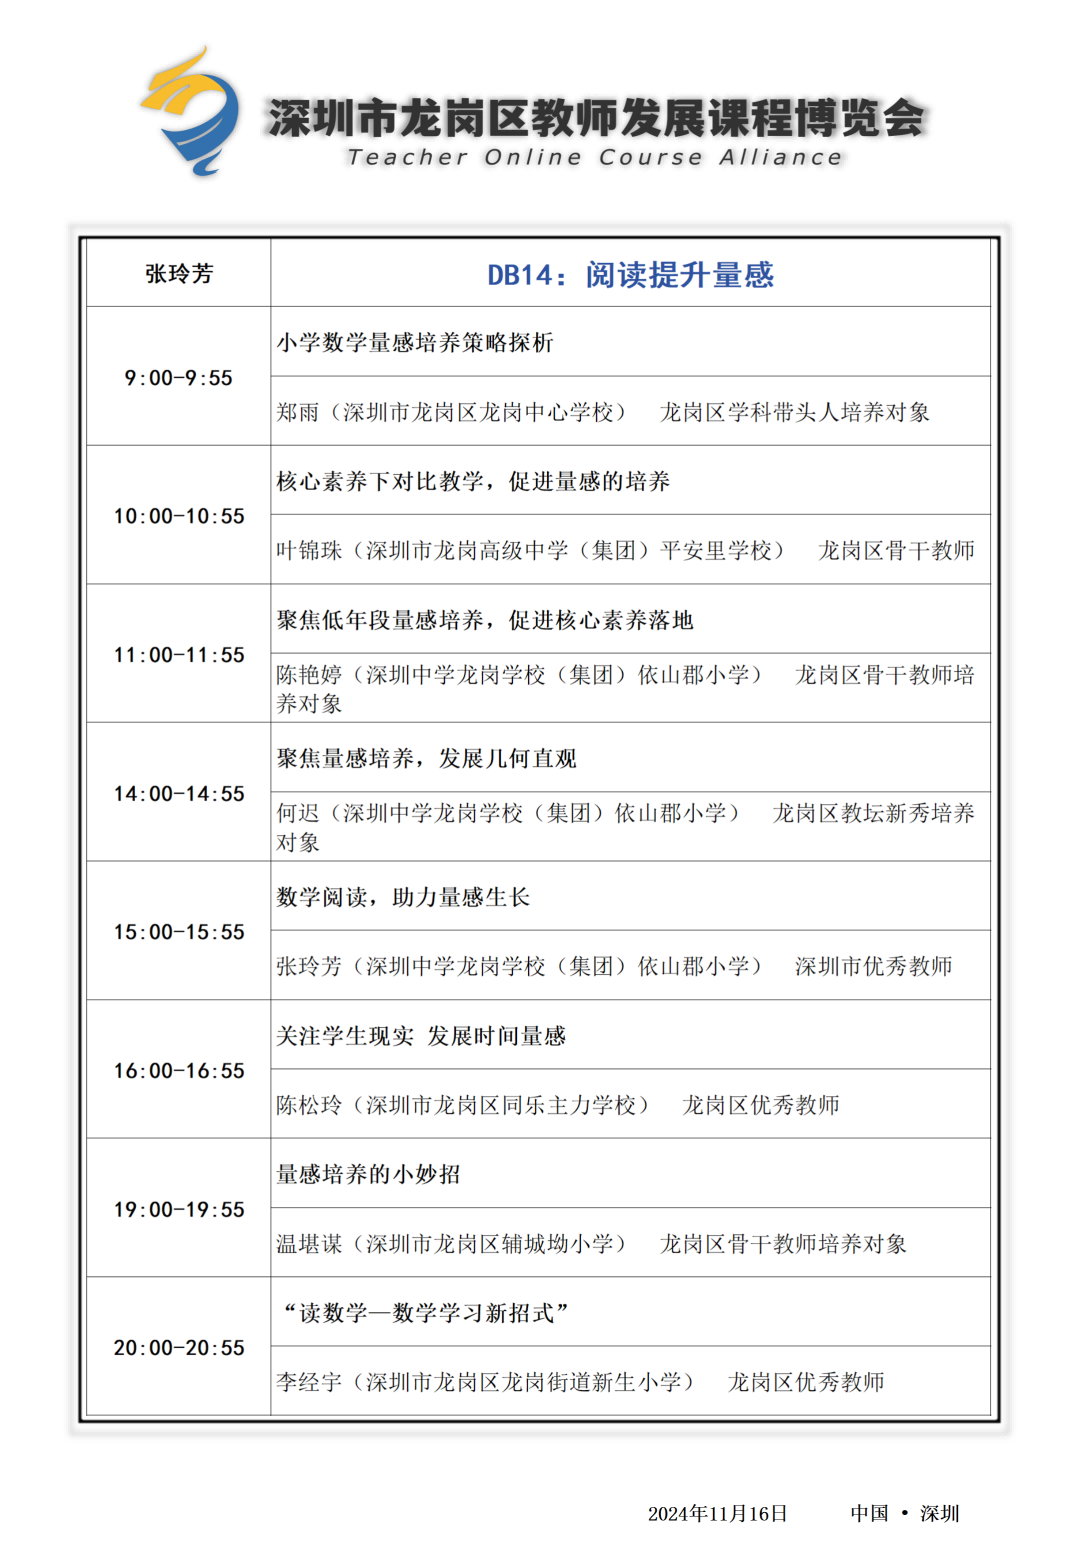 深圳市龙岗区教师发展课程博览会
Teacher Online Course Alliance
张玲芳
DB14：阅读提升量感
9:00-9:55
小学数学量感培养策略探析
郑雨（深圳市龙岗区龙岗中心学校） 龙岗区学科带头人培养对象
10:00-10:55
核心素养下对比教学，促进量感的培养
叶锦珠（深圳市龙岗高级中学（集团）平安里学校） 龙岗区骨干教师
11:00-11:55
聚焦低年段量感培养，促进核心素养落地
陈艳婷（深圳中学龙岗学校（集团）依山郡小学） 龙岗区骨干教师培
养对象
14:00-14:55
聚焦量感培养，发展几何直观
何迟（深圳中学龙岗学校（集团）依山郡小学） 龙岗区教坛新秀培养
对象
15:00-15:55
数学阅读，助力量感生长
张玲芳（深圳中学龙岗学校（集团）依山郡小学） 深圳市优秀教师
16:00-16:55
关注学生现实 发展时间量感
陈松玲（深圳市龙岗区同乐主力学校） 龙岗区优秀教师
19:00-19:55
量感培养的小妙招
温堪谋（深圳市龙岗区辅城坳小学） 龙岗区骨干教师培养对象
20:00-20:55
“读数学—数学学习新招式”
李经宇（深圳市龙岗区龙岗街道新生小学） 龙岗区优秀教师
2024年11月16日 中国 • 深圳